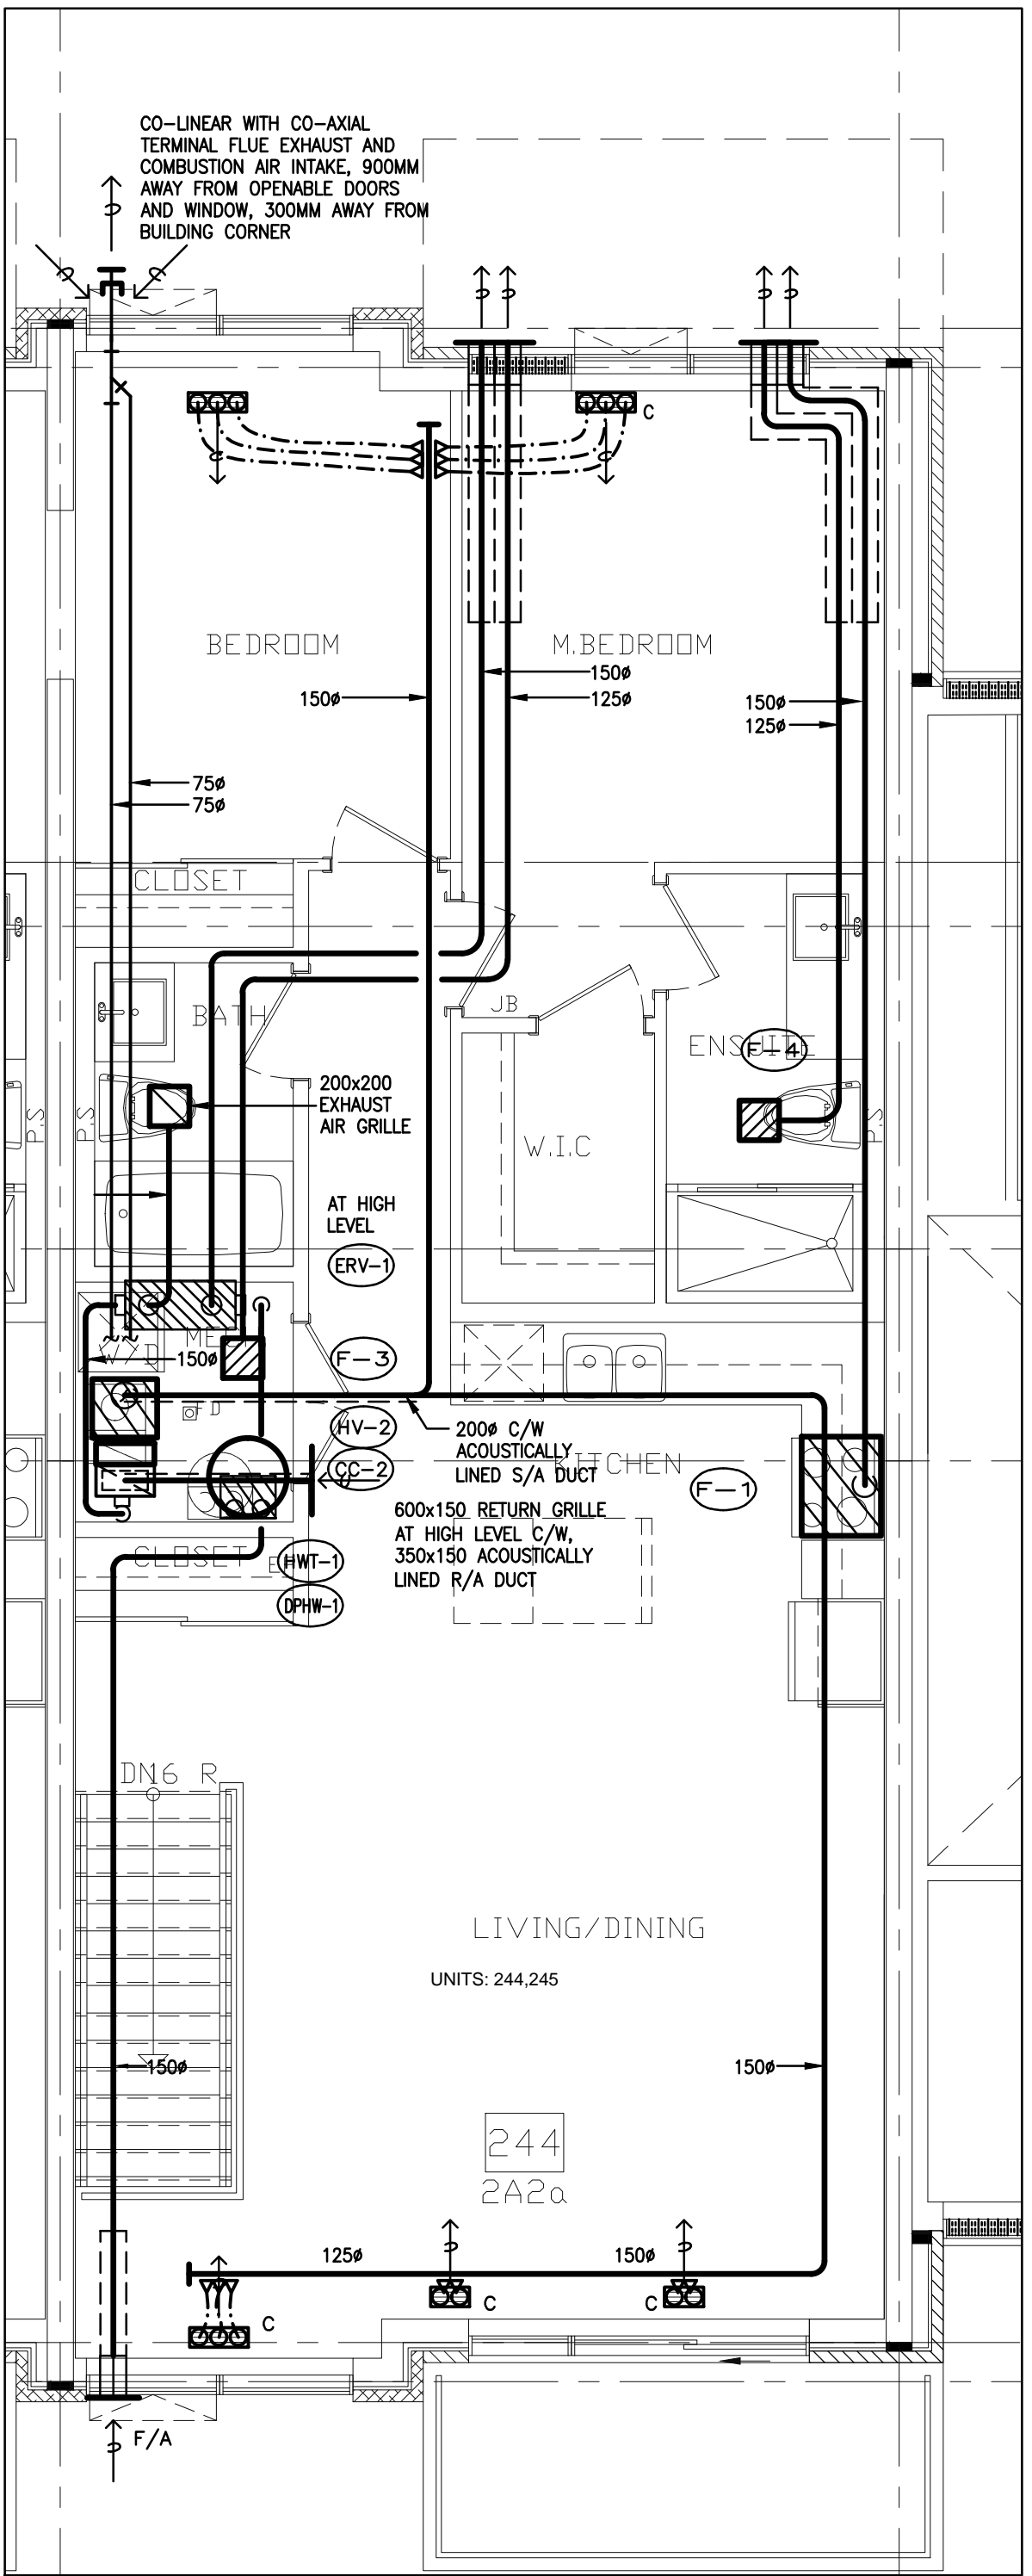 CO-LINEAR WITH CO-AXIAL
TERMINAL FLUE EXHAUST AND
COMBUSTION AIR INTAKE, 900MM
AWAY FROM OPENABLE DOORS
AND WINDOW, 300MM AWAY FROM
BUILDING CORNER
C
BEDROOM
M.BEDROOM
150ø
150ø
125ø
150ø
125ø
75ø
75ø
CLOSET
BATH
JB
ENSUITE
F-4
200x200
EXHAUST
AIR GRILLE
P.S
P.S
P.S
W.I.C
AT HIGH
LEVEL
ERV-1
W/D
150ø
F-3
HV-2
CC-2
200ø C/W
ACOUSTICALLY
LINED S/A DUCT
KITCHEN
F-1
600x150 RETURN GRILLE
AT HIGH LEVEL C/W,
350x150 ACOUSTICALLY
LINED R/A DUCT
CLOSET
HWT-1
DPHW-1
DN16 R
LIVING/DINING
UNITS: 244,245
150ø
150ø
244
2A2a
125ø
150ø
C
C
C
F/A